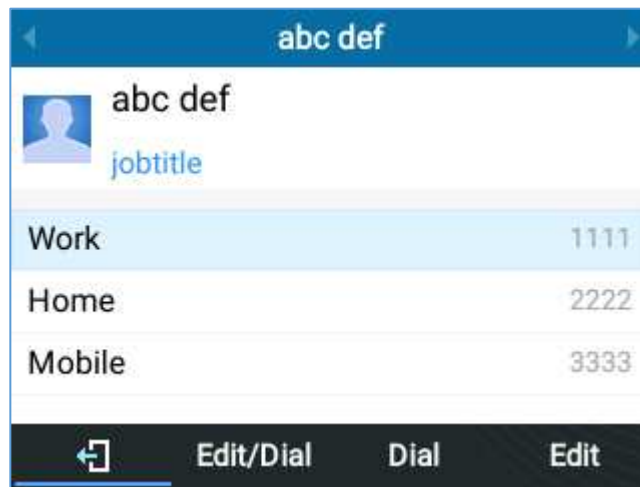 abc def
abc def
jobtitle
Work 1111
Home 2222
Mobile 3333
Edit/Dial Dial Edit